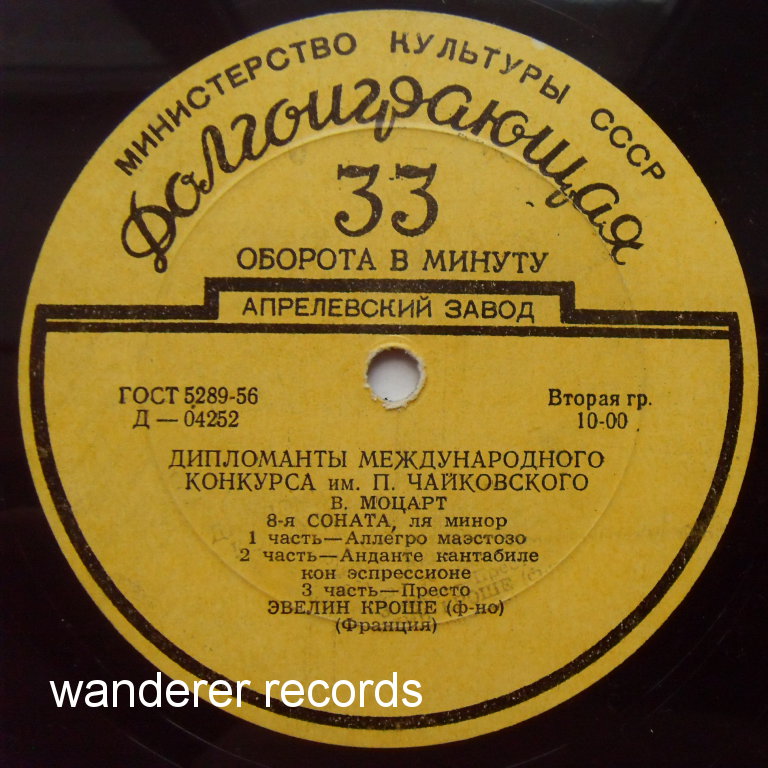 МИНИСТЕРСТВО КУЛЬТУРЫ СССР
Долгоиграющая
33
ОБОРОТА В МИНУТУ
АПРЕЛЕВСКИЙ ЗАВОД
ГОСТ 5289-56
Д — 04252
Вторая гр.
10-00
ДИПЛОМАНТЫ МЕЖДУНАРОДНОГО
КОНКУРСА им. П. ЧАЙКОВСКОГО
В. МОЦАРТ
8-я СОНАТА, ля минор
1 часть—Аллегро маэстозо
2 часть—Анданте кантабиле
кон эспрессионе
3 часть—Престо
ЭВЕЛИН КРОШЕ (ф-но)
(Франция)
wanderer records